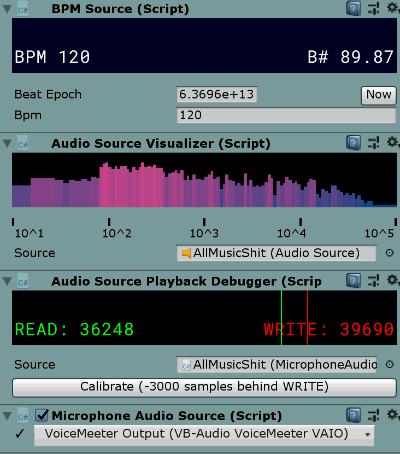 BPM Source (Script)
BPM 120 B# 89.87
Beat Epoch 6.3696e+13 Now
Bpm 120
Audio Source Visualizer (Script)
10^1 10^2 10^3 10^4 10^5
Source AllMusicShit (Audio Source)
Audio Source Playback Debugger (Scrip
READ: 36248 WRITE: 39690
Source AllMusicShit (MicrophoneAudio
Calibrate (-3000 samples behind WRITE)
Microphone Audio Source (Script)
✓ VoiceMeeter Output (VB-Audio VoiceMeeter VAIO)